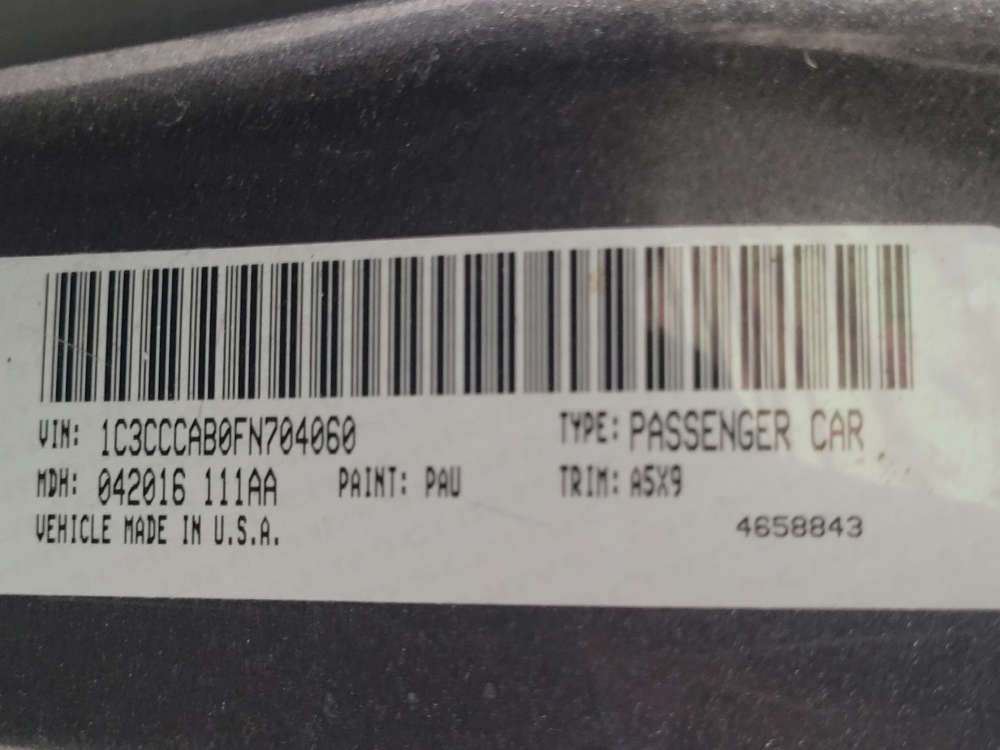 VIN: 1C3CCCAB0FN704060 TYPE: PASSENGER CAR
MDH: 042016 111AA PAINT: PAU TRIM: A5X9
VEHICLE MADE IN U.S.A. 4658843